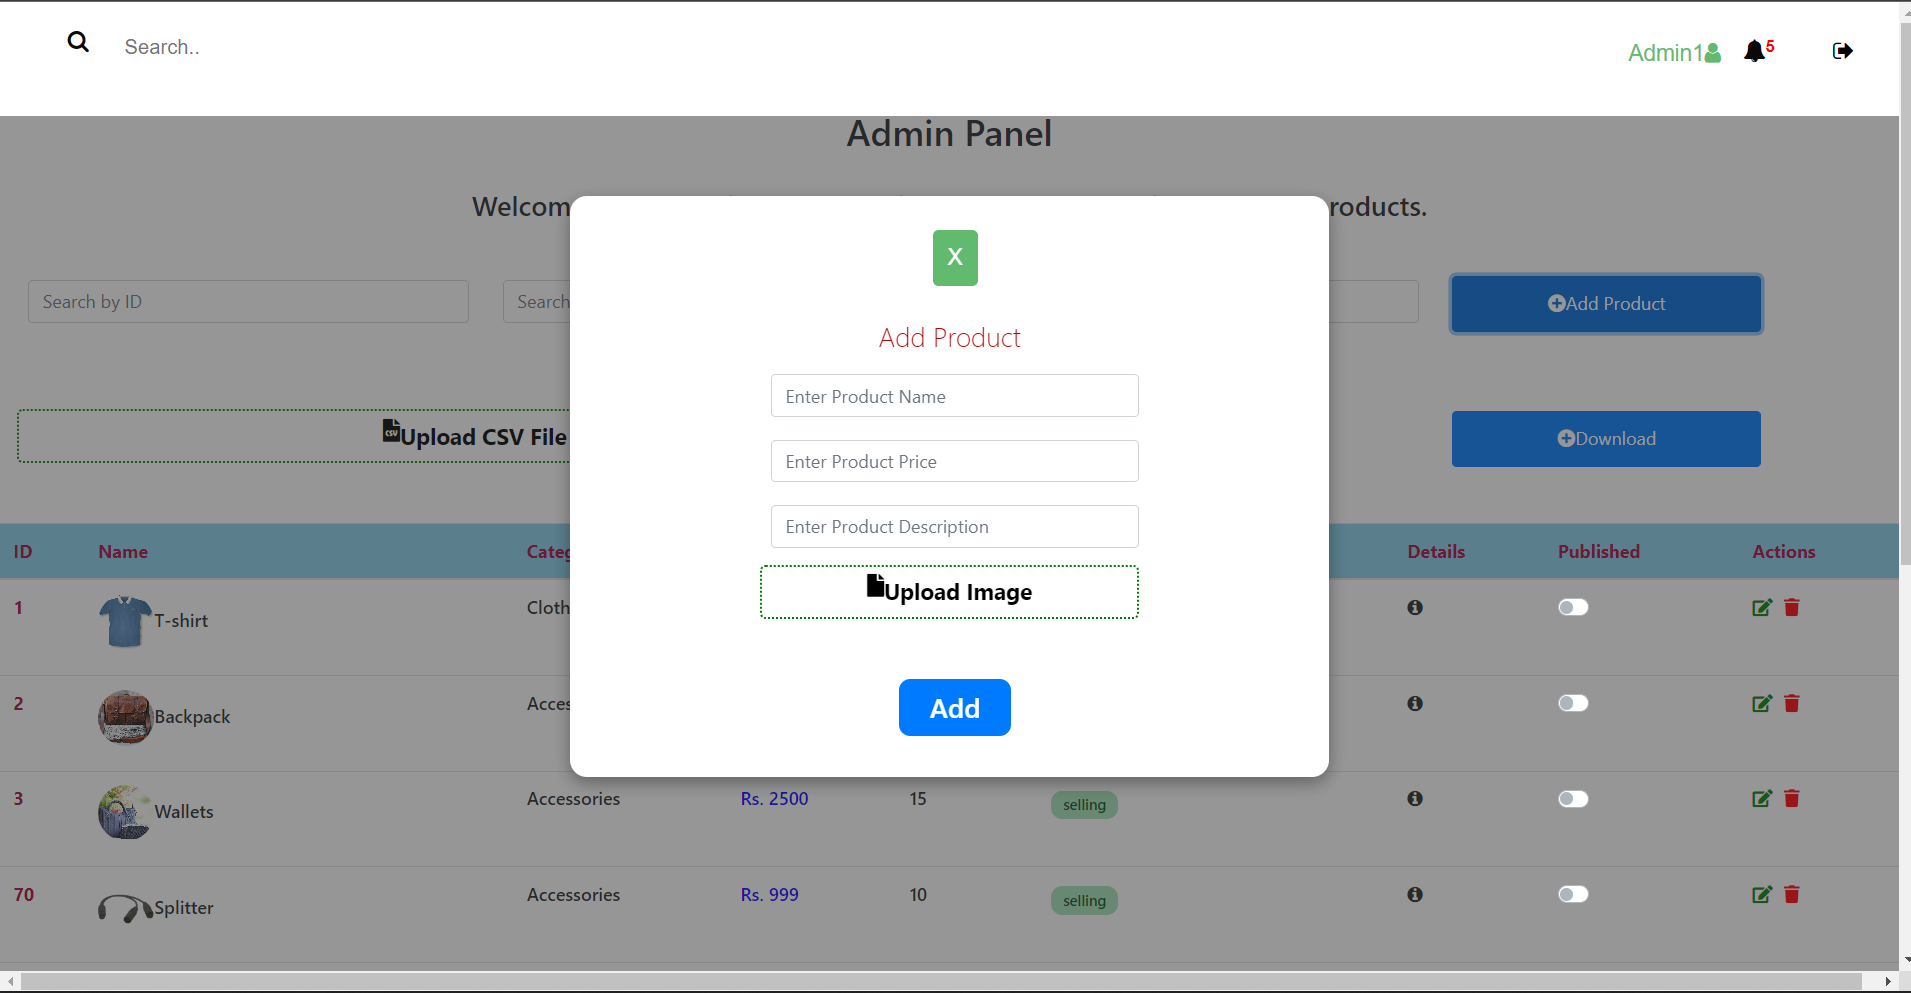 Search..
Admin1
5
Admin Panel
Welcom
roducts.
X
Add Product
Search by ID
Search
Add Product
Enter Product Name
Enter Product Price
Enter Product Description
Upload Image
Add
CSV
Upload CSV File
Download
ID Name Categ Details Published Actions
1 T-shirt Cloth
2 Backpack Acces
3 Wallets Accessories Rs. 2500 15 selling
70 Splitter Accessories Rs. 999 10 selling